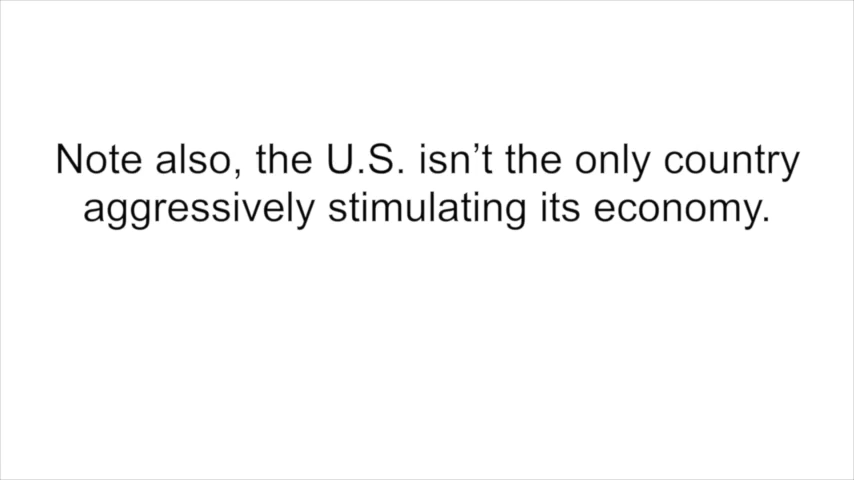 Note also, the U.S. isn’t the only country
aggressively stimulating its economy.